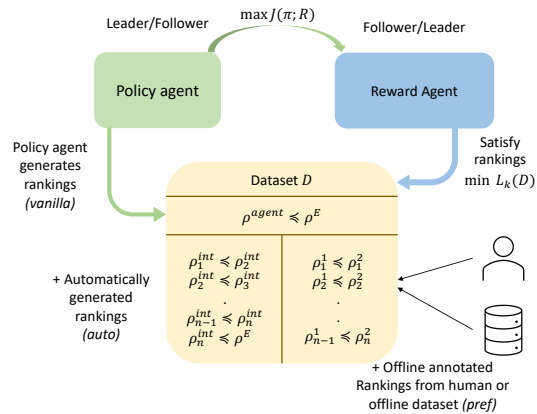 Leader/Follower
max J(π; R)
Follower/Leader
Policy agent
Reward Agent
Policy agent
generates
rankings
(vanilla)
Satisfy
rankings
min L_k(D)
Dataset D
ρ^agent ≼ ρ^E
+ Automatically
generated
rankings
(auto)
ρ_1^int ≼ ρ_2^int
ρ_2^int ≼ ρ_3^int
.
ρ_{n-1}^int ≼ ρ_n^int
ρ_n^int ≼ ρ^E
ρ_1^1 ≼ ρ_1^2
ρ_2^1 ≼ ρ_2^2
.
.
ρ_{n-1}^1 ≼ ρ_n^2
+ Offline annotated
Rankings from human or
offline dataset (pref)